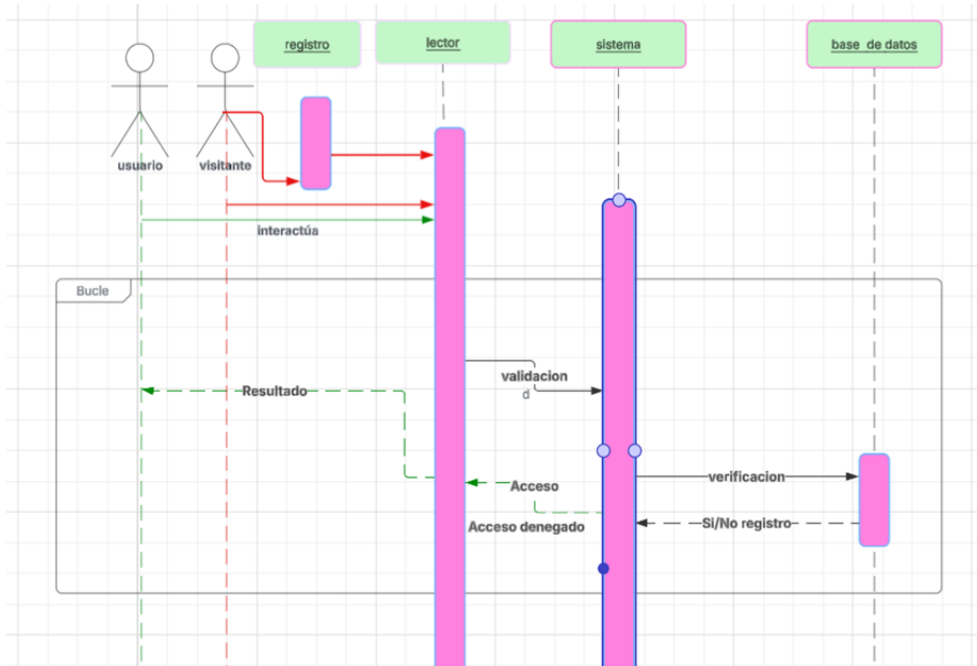 registro
lector
sistema
base de datos
usuario
visitante
interactúa
Bucle
validacion
d
Resultado
verificacion
Acceso
Si/No registro
Acceso denegado